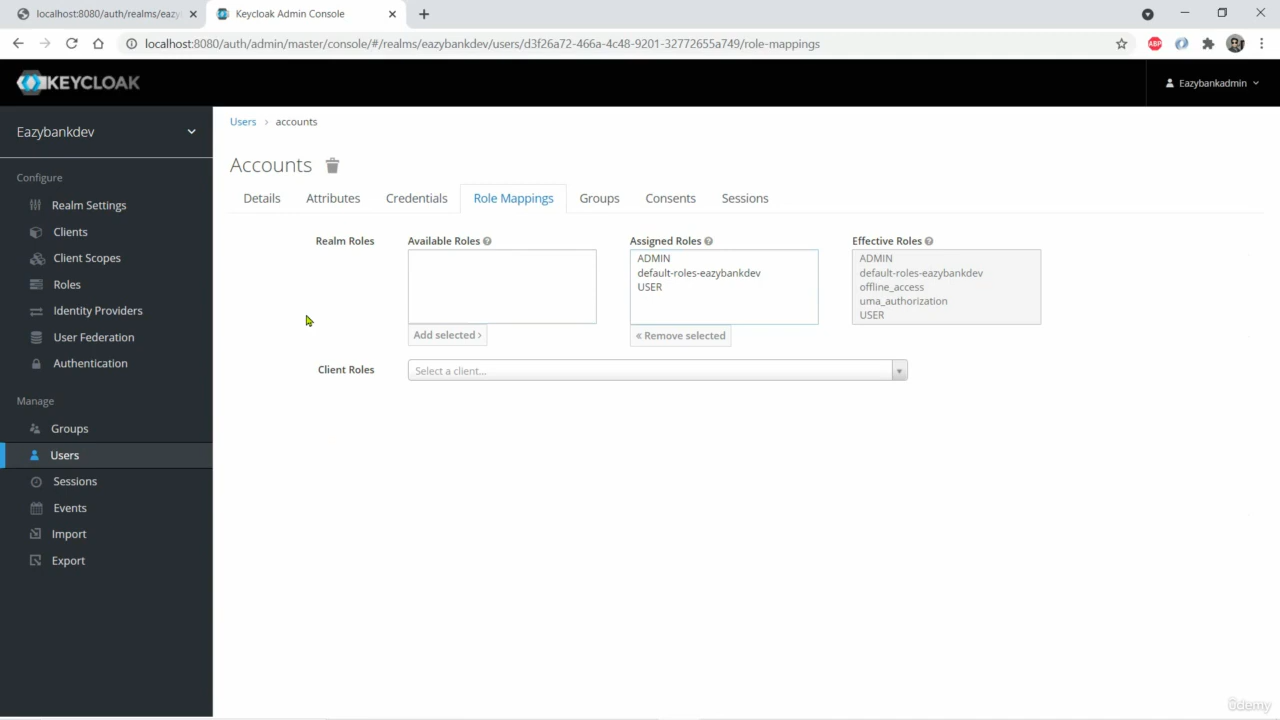 localhost:8080/auth/realms/eazy
Keycloak Admin Console
localhost:8080/auth/admin/master/console/#/realms/eazybankdev/users/d3f26a72-466a-4c48-9201-32772655a749/role-mappings
ABP
KEYCLOAK
Eazybankadmin
Eazybankdev
Configure
Realm Settings
Clients
Client Scopes
Roles
Identity Providers
User Federation
Authentication
Manage
Groups
Users
Sessions
Events
Import
Export
Users > accounts
Accounts
Details Attributes Credentials Role Mappings Groups Consents Sessions
Realm Roles
Available Roles
Add selected ›
Assigned Roles
ADMIN
default-roles-eazybankdev
USER
« Remove selected
Effective Roles
ADMIN
default-roles-eazybankdev
offline_access
uma_authorization
USER
Client Roles
Select a client...
ûdemy